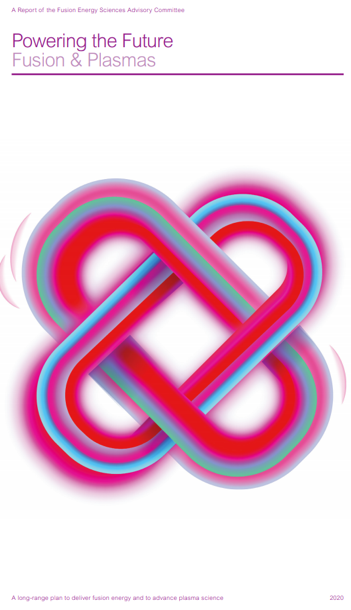 A Report of the Fusion Energy Sciences Advisory Committee
Powering the Future
Fusion & Plasmas
A long-range plan to deliver fusion energy and to advance plasma science
2020